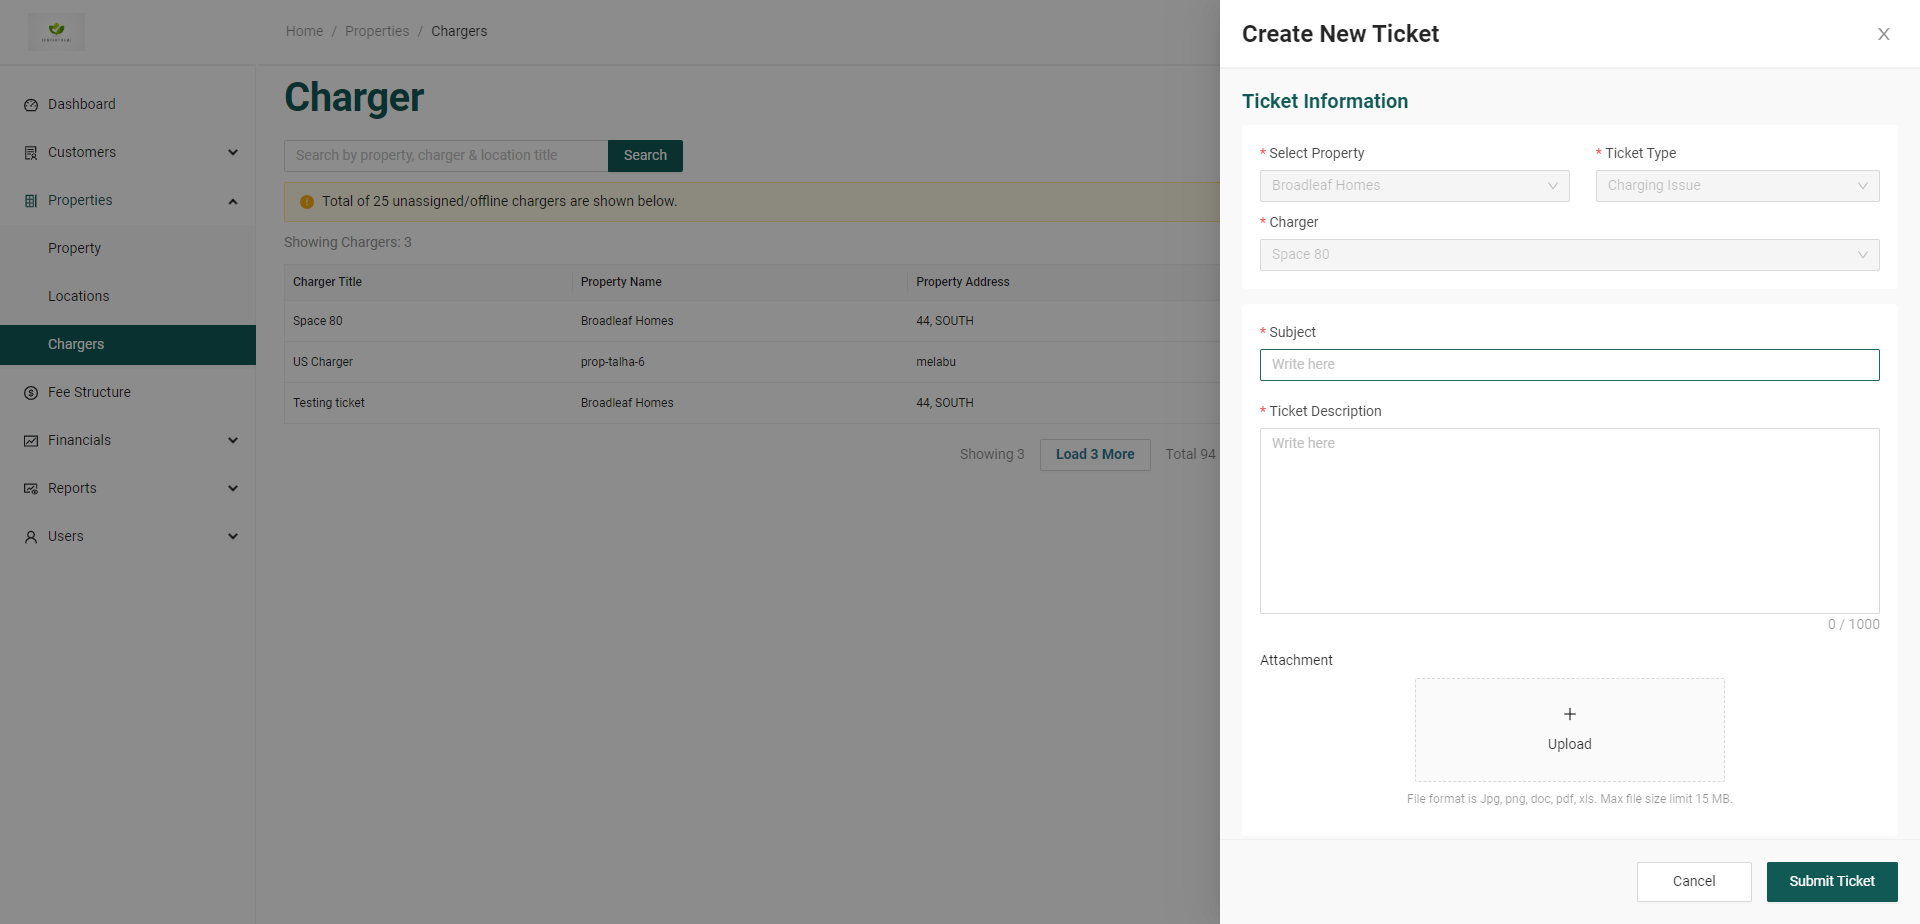 Home / Properties / Chargers
Dashboard
Customers
Properties
Property
Locations
Chargers
Fee Structure
Financials
Reports
Users
Charger
Search by property, charger & location title
Search
Total of 25 unassigned/offline chargers are shown below.
Showing Chargers: 3
Charger Title Property Name Property Address
Space 80 Broadleaf Homes 44, SOUTH
US Charger prop-talha-6 melabu
Testing ticket Broadleaf Homes 44, SOUTH
Showing 3 Load 3 More Total 94
Create New Ticket
Ticket Information
* Select Property * Ticket Type
Broadleaf Homes Charging Issue
* Charger
Space 80
* Subject
Write here
* Ticket Description
Write here
0 / 1000
Attachment
Upload
File format is Jpg, png, doc, pdf, xls. Max file size limit 15 MB.
Cancel Submit Ticket